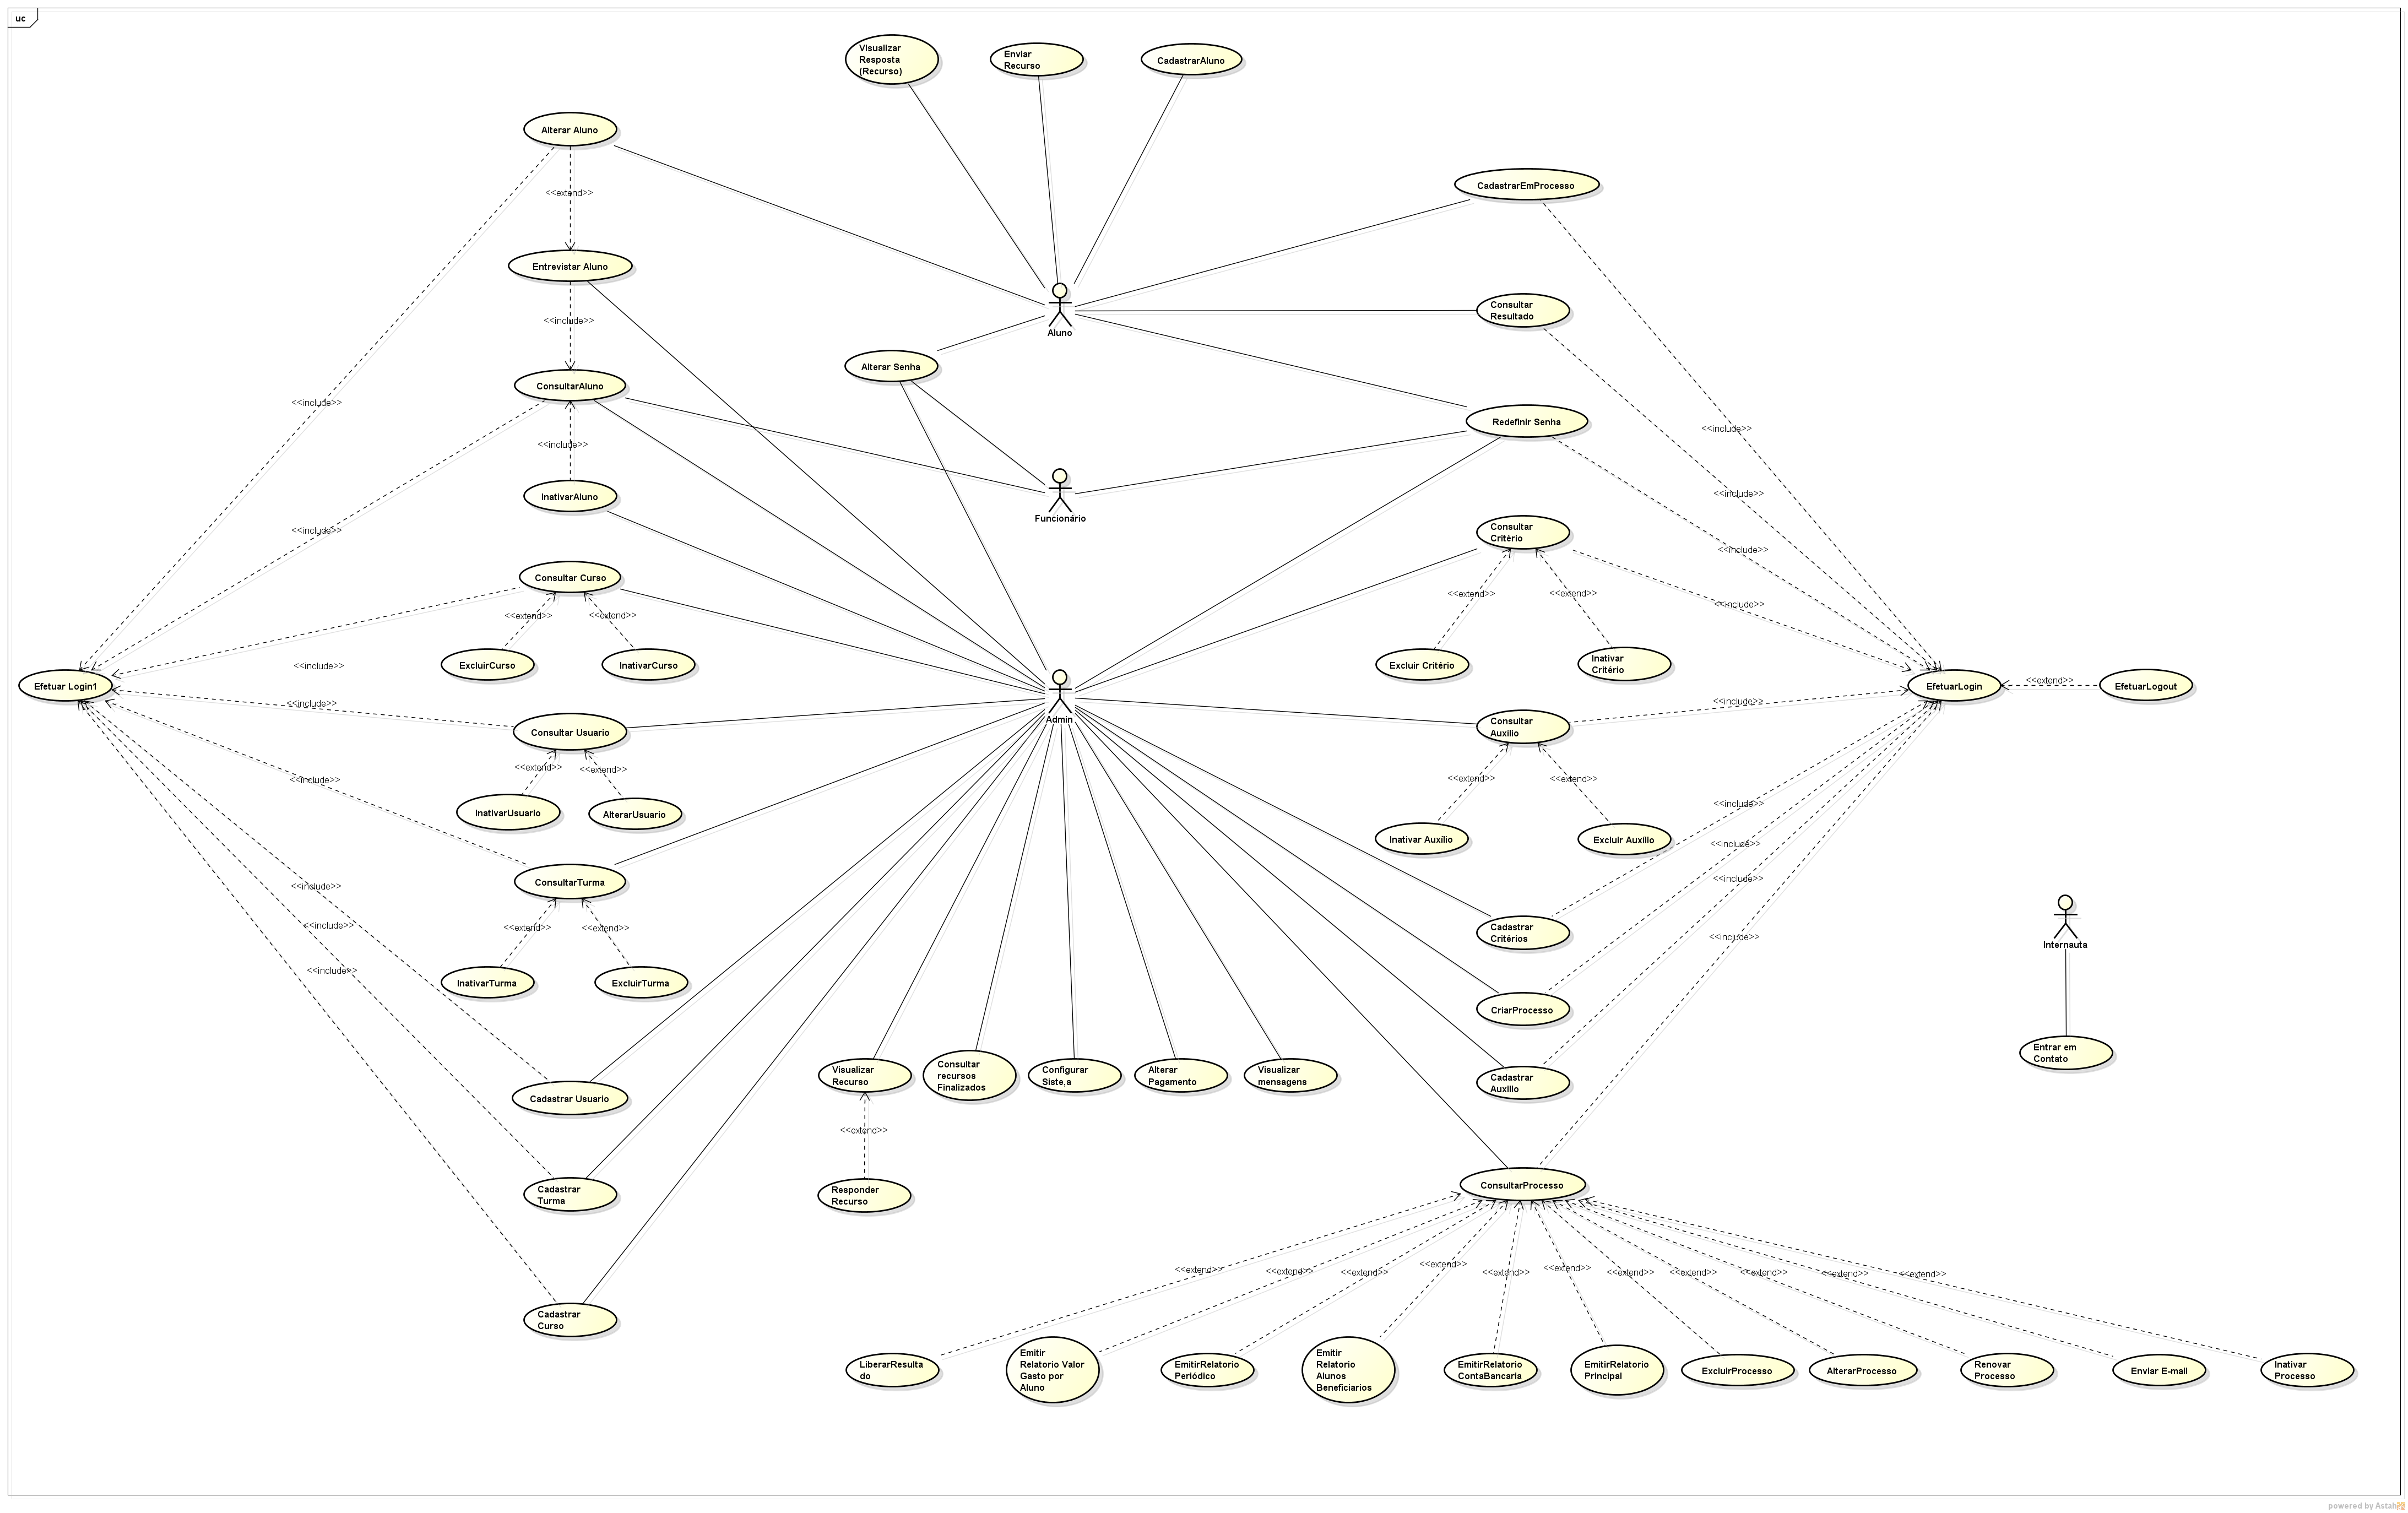 uc
Visualizar
Resposta
(Recurso)
Enviar
Recurso
CadastrarAluno
Alterar Aluno
CadastrarEmProcesso
<<extend>>
Entrevistar Aluno
Consultar
Resultado
<<include>>
Aluno
Alterar Senha
ConsultarAluno
<<include>>
Redefinir Senha
<<include>>
<<include>>
InativarAluno
<<include>>
Funcionário
<<include>>
Consultar
Critério
<<include>>
Consultar Curso
<<extend>>
<<extend>>
<<include>>
<<extend>>
<<extend>>
ExcluirCurso
InativarCurso
Excluir Critério
Inativar
Critério
<<include>>
Efetuar Login1
EfetuarLogin
<<extend>>
EfetuarLogout
<<include>>
<<include>>
Admin
Consultar Usuario
Consultar
Auxílio
<<extend>>
<<extend>>
<<include>>
<<extend>>
<<extend>>
InativarUsuario
AlterarUsuario
<<include>>
Inativar Auxílio
Excluir Auxílio
<<include>>
ConsultarTurma
<<include>>
<<include>>
<<extend>>
<<extend>>
<<include>>
Cadastrar
Critérios
<<include>>
Internauta
<<include>>
InativarTurma
ExcluirTurma
CriarProcesso
Entrar em
Contato
Visualizar
Recurso
Consultar
recursos
Finalizados
Configurar
Siste,a
Alterar
Pagamento
Visualizar
mensagens
Cadastrar
Auxilio
Cadastrar Usuario
<<extend>>
Cadastrar
Turma
Responder
Recurso
ConsultarProcesso
<<extend>>
<<extend>>
<<extend>>
<<extend>>
<<extend>>
<<extend>>
<<extend>>
<<extend>>
<<extend>>
<<extend>>
<<extend>>
Cadastrar
Curso
LiberarResulta
do
Emitir
Relatorio Valor
Gasto por
Aluno
EmitirRelatorio
Periódico
Emitir
Relatorio
Alunos
Beneficiarios
EmitirRelatorio
ContaBancaria
EmitirRelatorio
Principal
ExcluirProcesso
AlterarProcesso
Renovar
Processo
Enviar E-mail
Inativar
Processo
powered by Astah